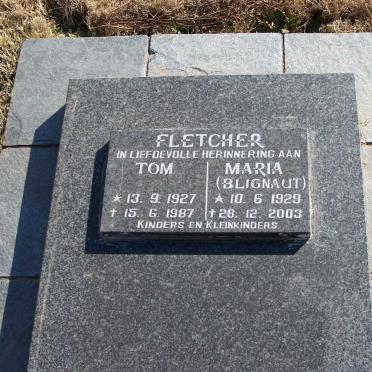 FLETCHER
IN LIEFDEVOLLE HERINNERING AAN
TOM MARIA
(BLIGNAUT)
* 13. 9. 1927 * 10. 6. 1929
† 15. 6. 1987 † 26. 12. 2003
KINDERS EN KLEINKINDERS